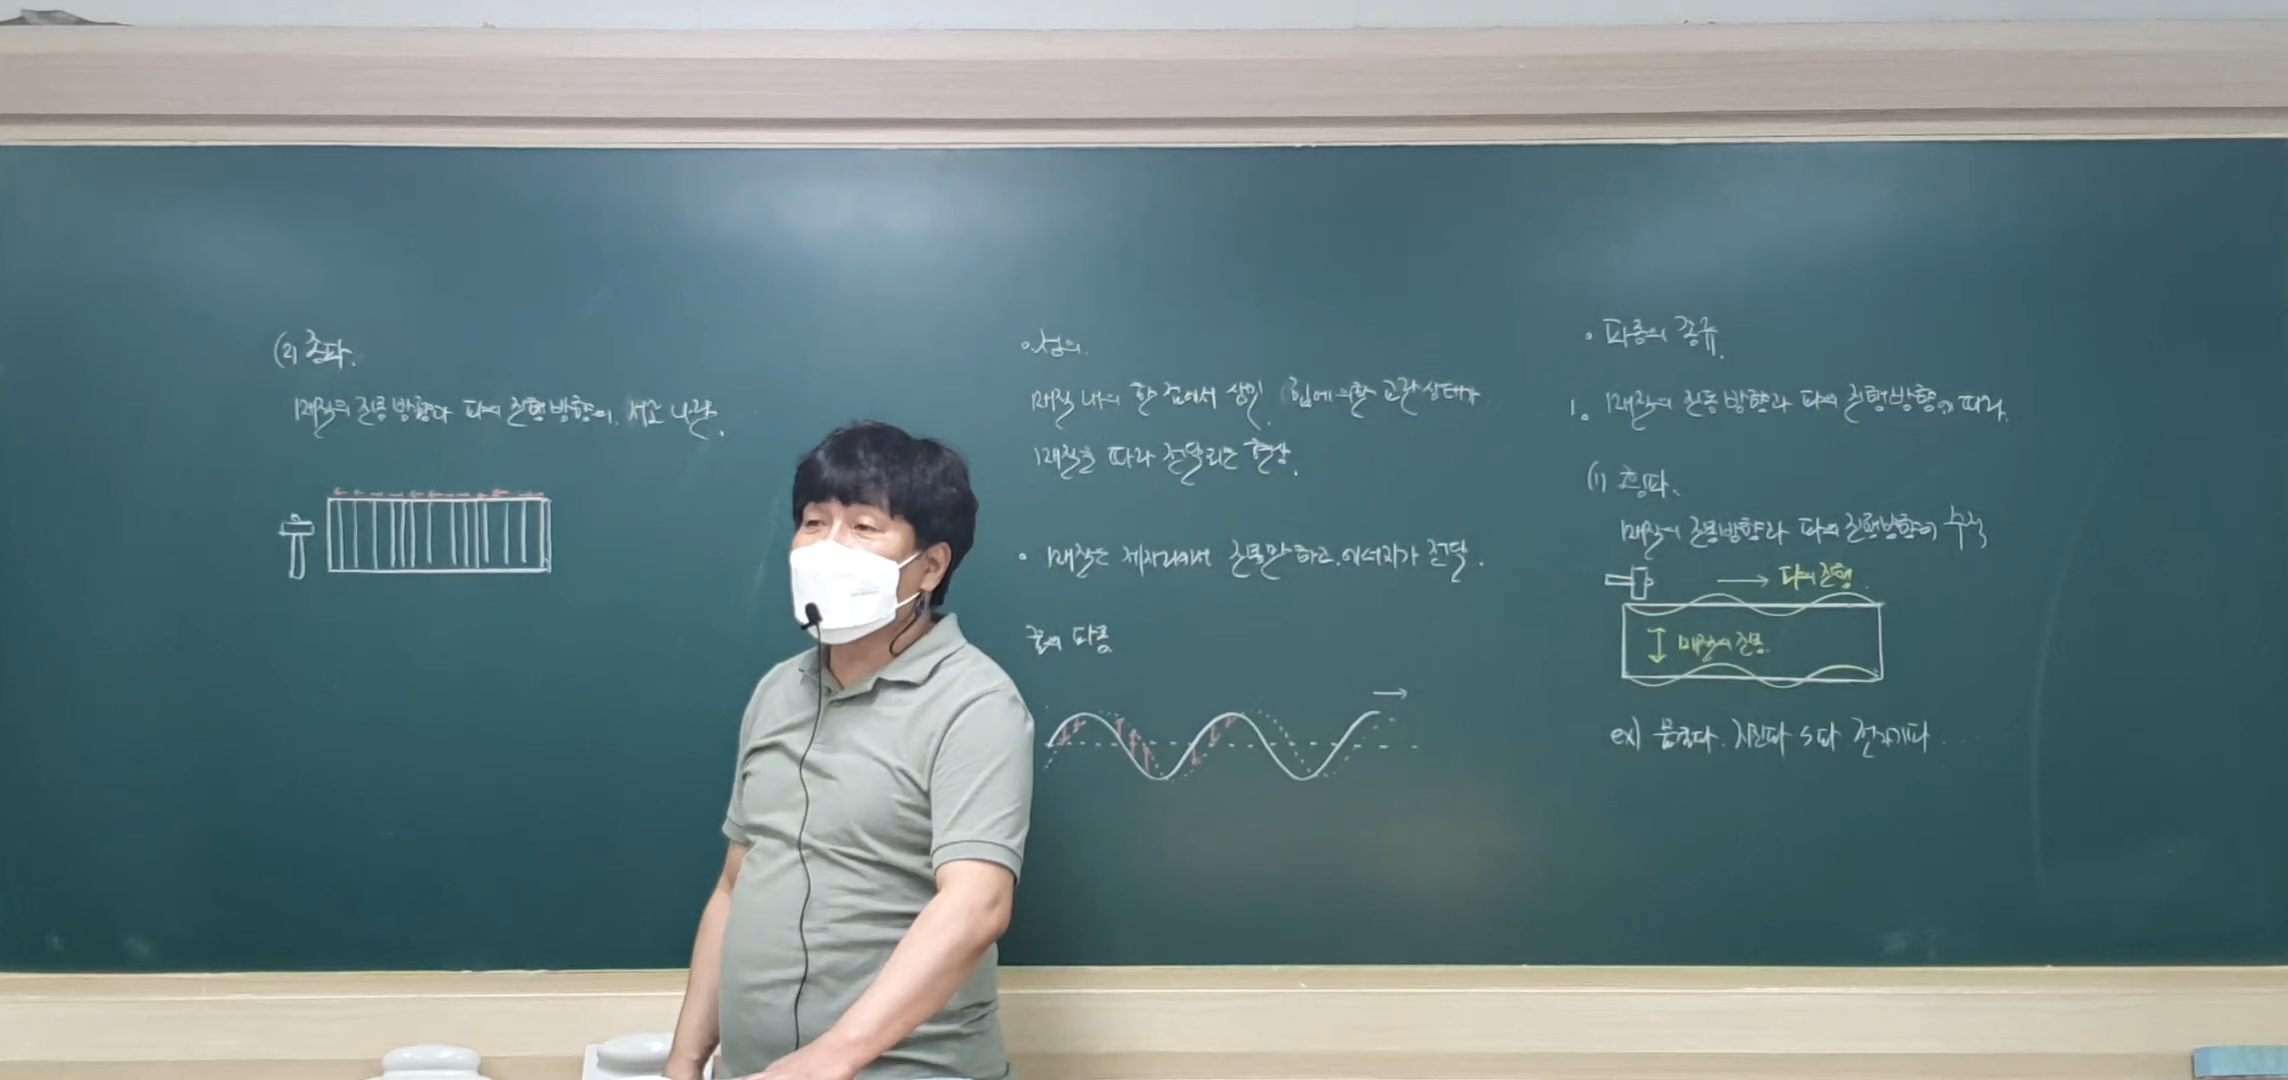 (2) 종파.
매질의 진동방향과 파의 진행방향이 서로 나란.
◦ 정의.
매질 내의 한 점에서 생긴 힘에 의한 교란상태가
매질을 따라 전달되는 현상.
◦ 매질은 제자리에서 진동만 하고, 에너지가 전달.
파동
◦ 파동의 종류.
1. 매질의 진동방향과 파의 진행방향에 따라.
(1) 횡파.
매질의 진동방향과 파의 진행방향이 수직
파의 진행.
매질의 진동.
ex) 물결파. 지진파 S파 전자기파